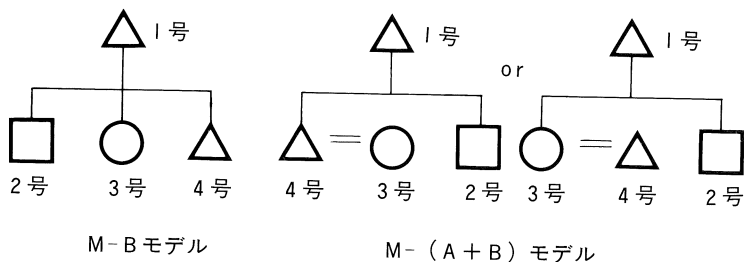 1号
1号
or
1号
2号 3号 4号
4号 3号 2号
3号 4号 2号
M-Bモデル
M-(A+B)モデル